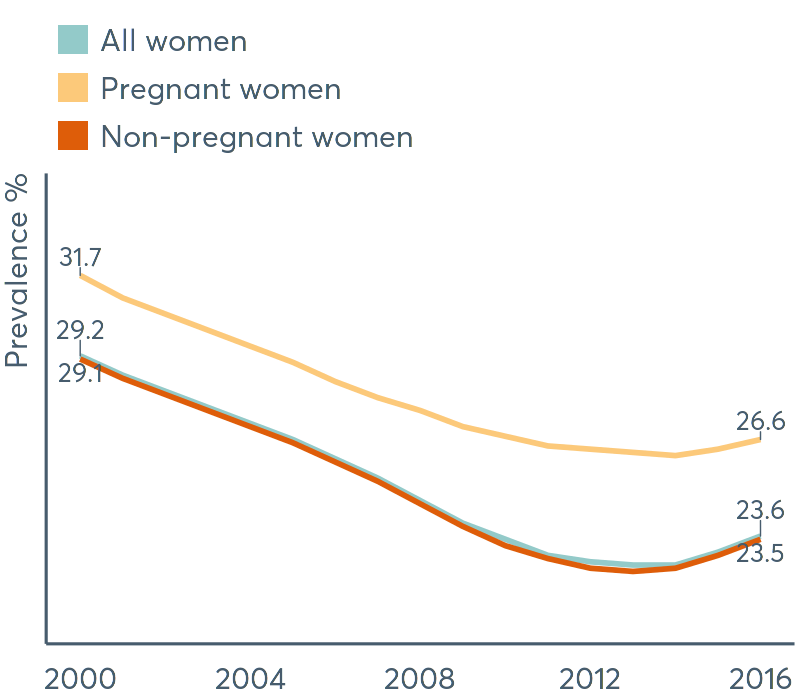 All women
Pregnant women
Non-pregnant women
Prevalence %
31.7
29.2
29.1
26.6
23.6
23.5
2000 2004 2008 2012 2016